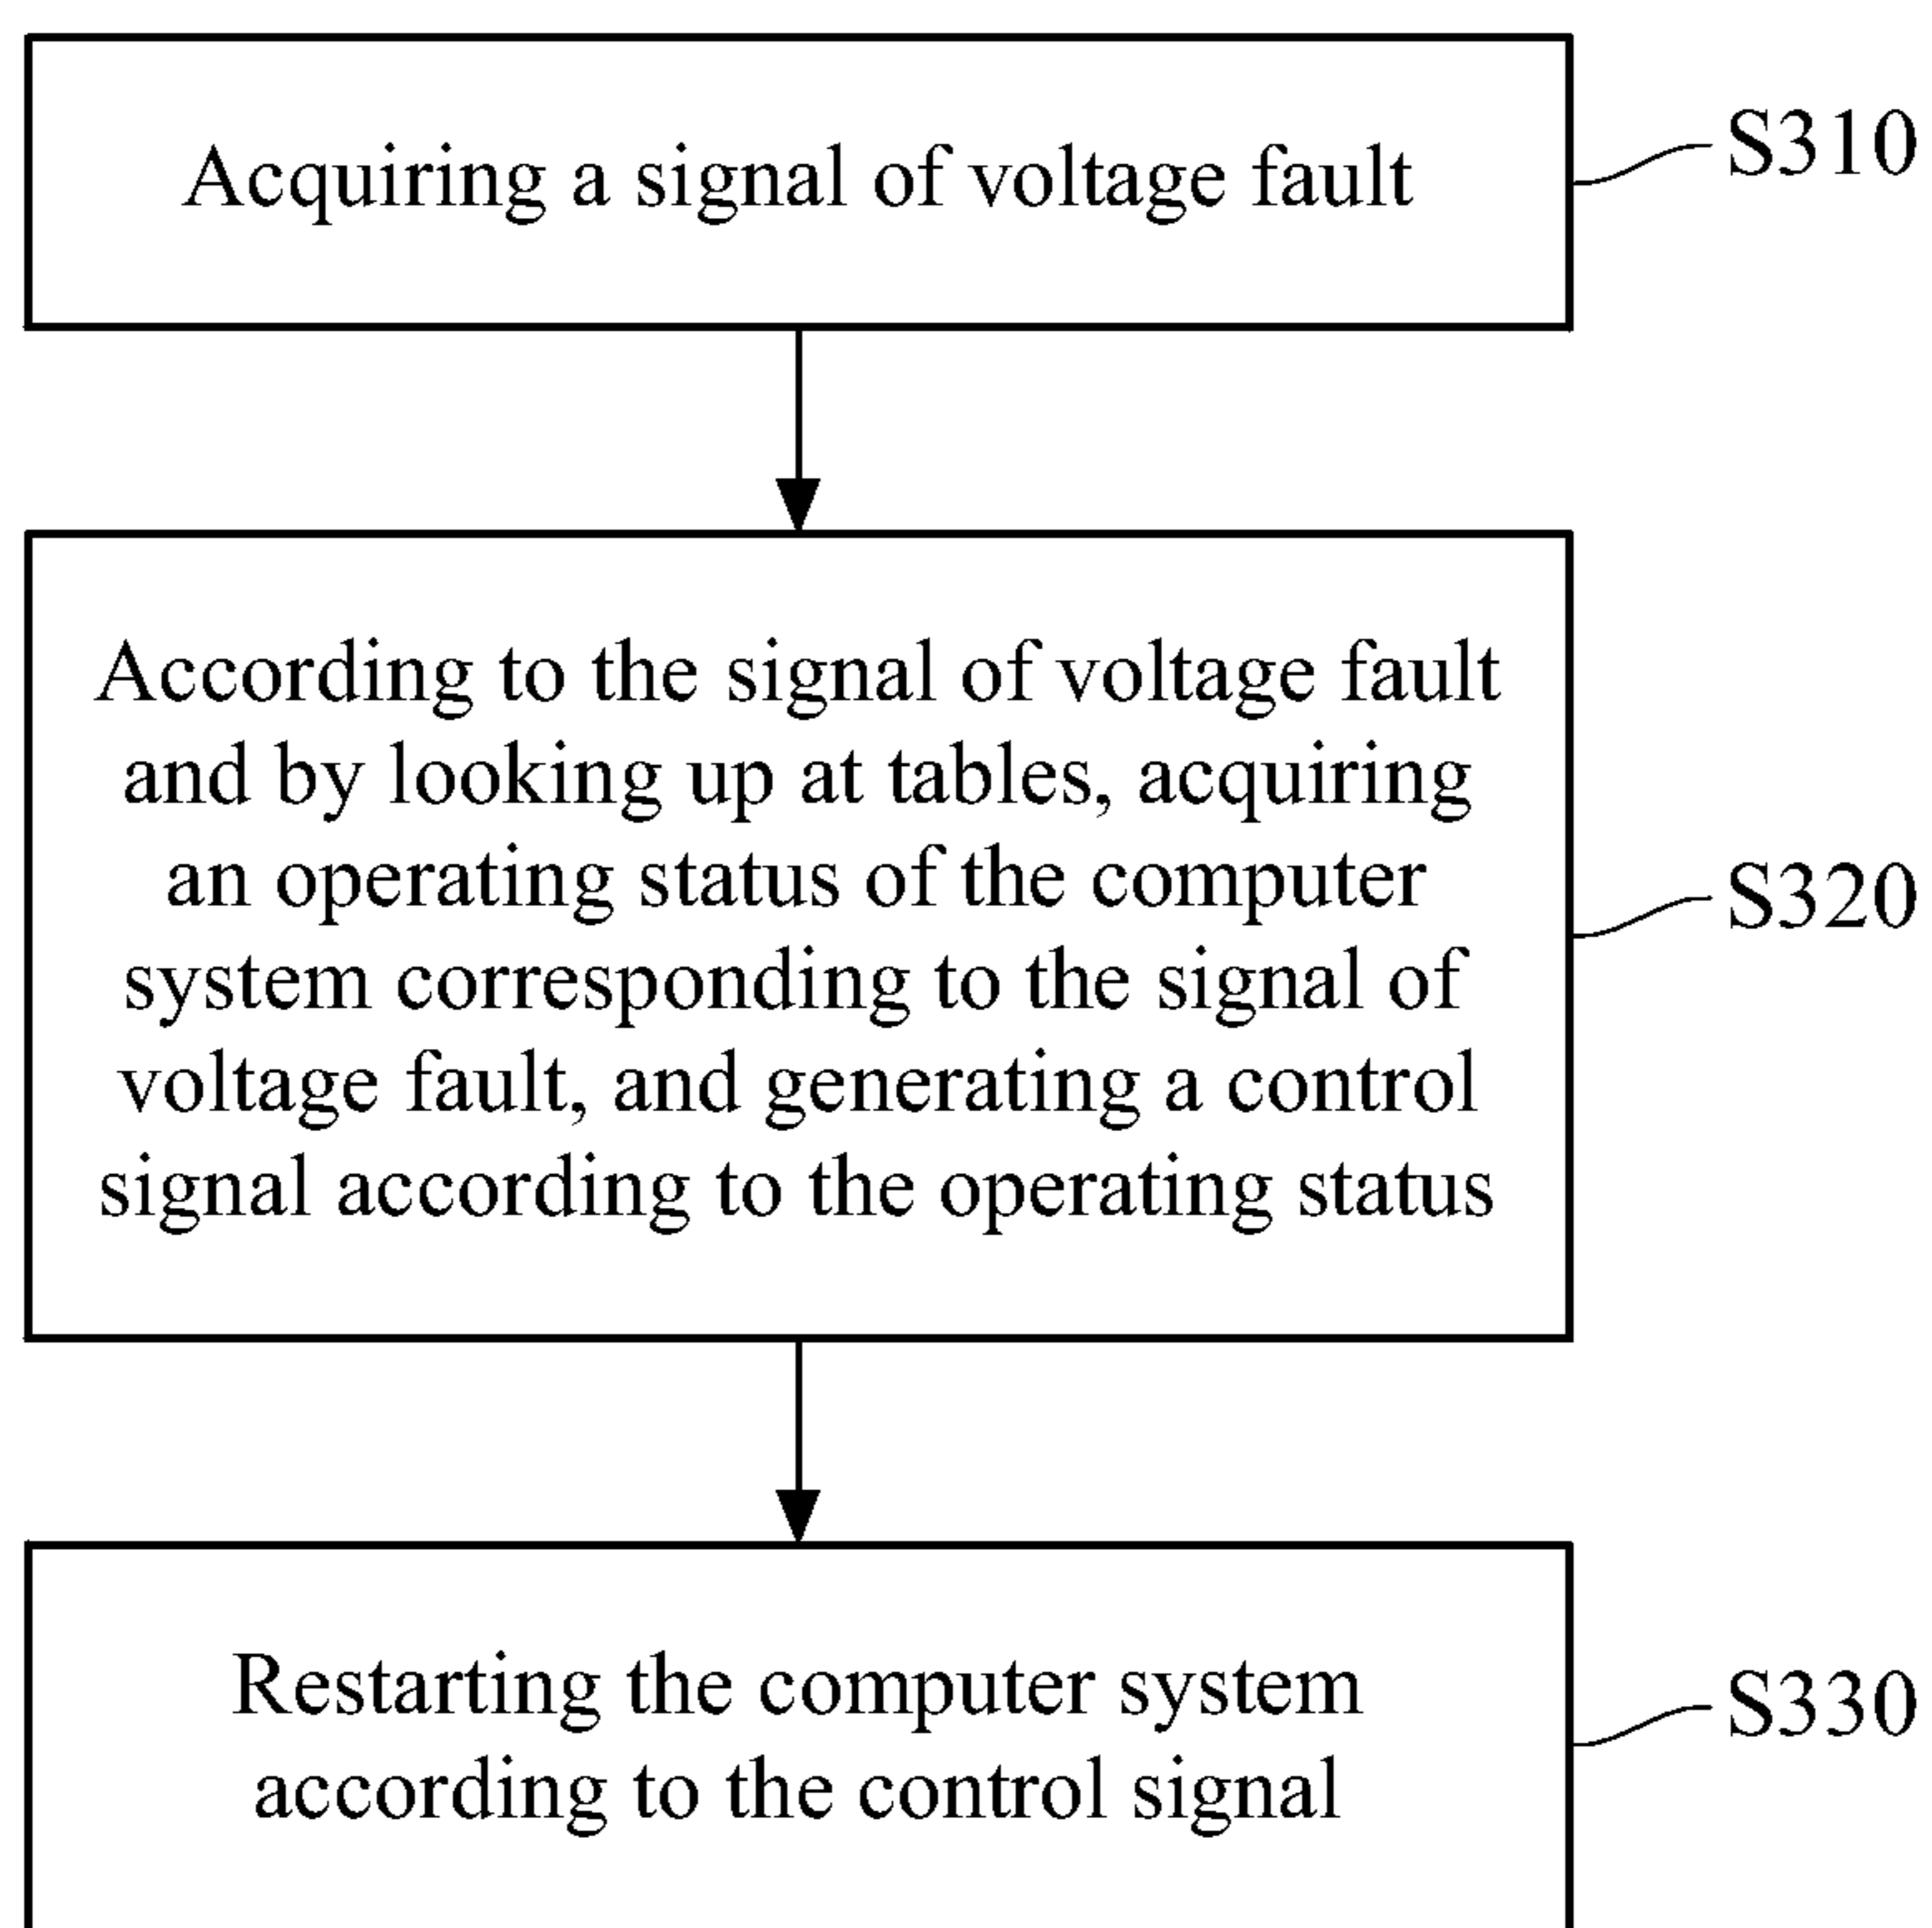 Acquiring a signal of voltage fault
S310
According to the signal of voltage fault
and by looking up at tables, acquiring
an operating status of the computer
system corresponding to the signal of
voltage fault, and generating a control
signal according to the operating status
S320
Restarting the computer system
according to the control signal
S330